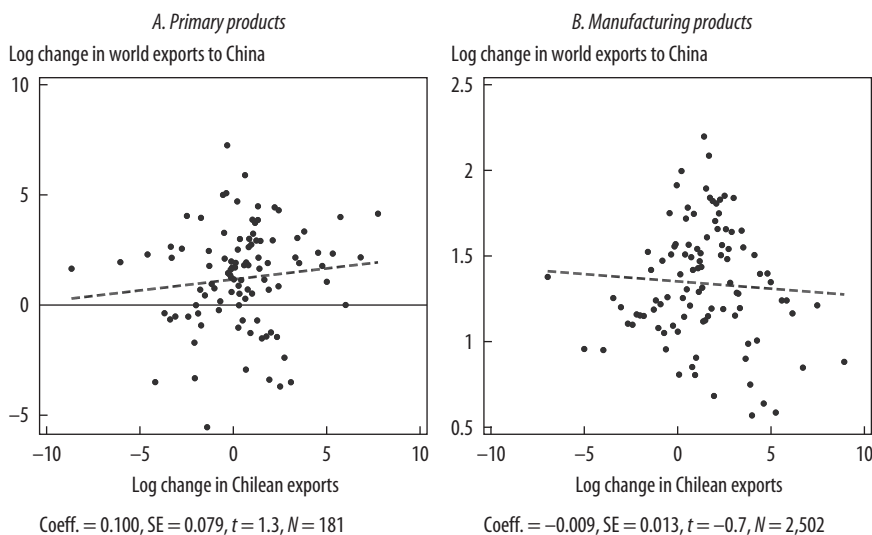 A. Primary products
Log change in world exports to China
10
5
0
−5
−10
−5
0
5
10
Log change in Chilean exports
Coeff. = 0.100, SE = 0.079, t = 1.3, N = 181
B. Manufacturing products
Log change in world exports to China
2.5
2
1.5
1
0.5
−10
−5
0
5
10
Log change in Chilean exports
Coeff. = −0.009, SE = 0.013, t = −0.7, N = 2,502